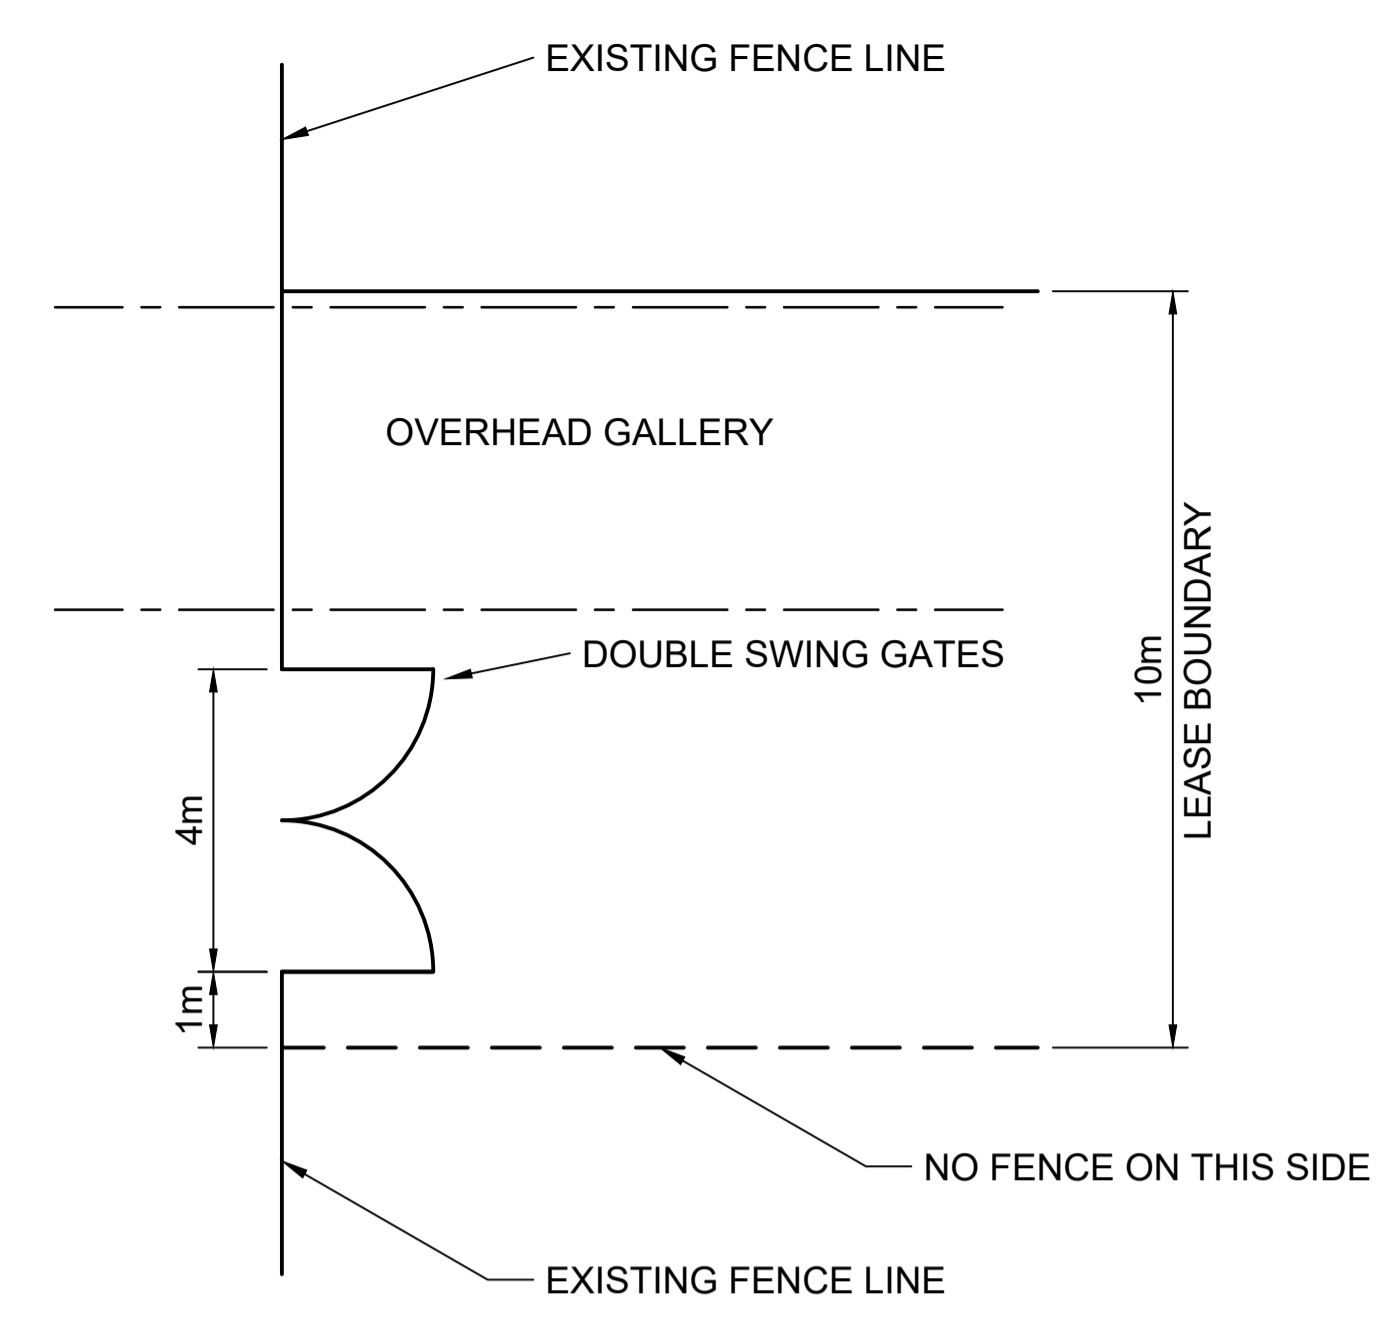 EXISTING FENCE LINE
OVERHEAD GALLERY
DOUBLE SWING GATES
10m
LEASE BOUNDARY
4m
1m
NO FENCE ON THIS SIDE
EXISTING FENCE LINE